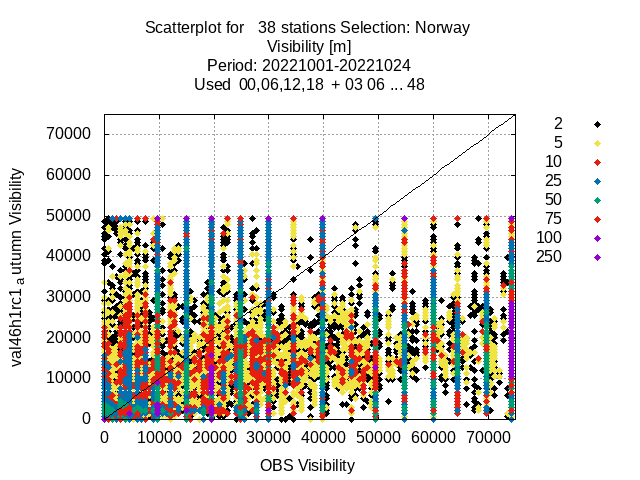 Scatterplot for 38 stations Selection: Norway
Visibility [m]
Period: 20221001-20221024
Used 00,06,12,18 + 03 06 ... 48
val46h1rc1 a utumn Visibility
70000
60000
50000
40000
30000
20000
10000
0
0 10000 20000 30000 40000 50000 60000 70000
OBS Visibility
2
5
10
25
50
75
100
250